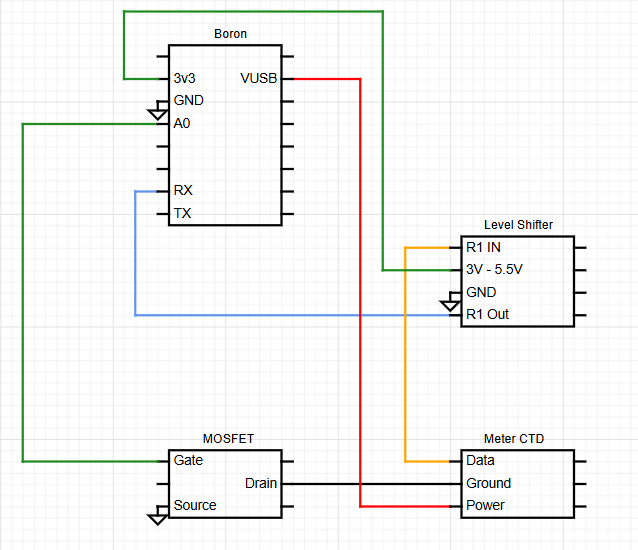 Boron
3v3
VUSB
GND
A0
RX
TX
Level Shifter
R1 IN
3V - 5.5V
GND
R1 Out
MOSFET
Gate
Drain
Source
Meter CTD
Data
Ground
Power